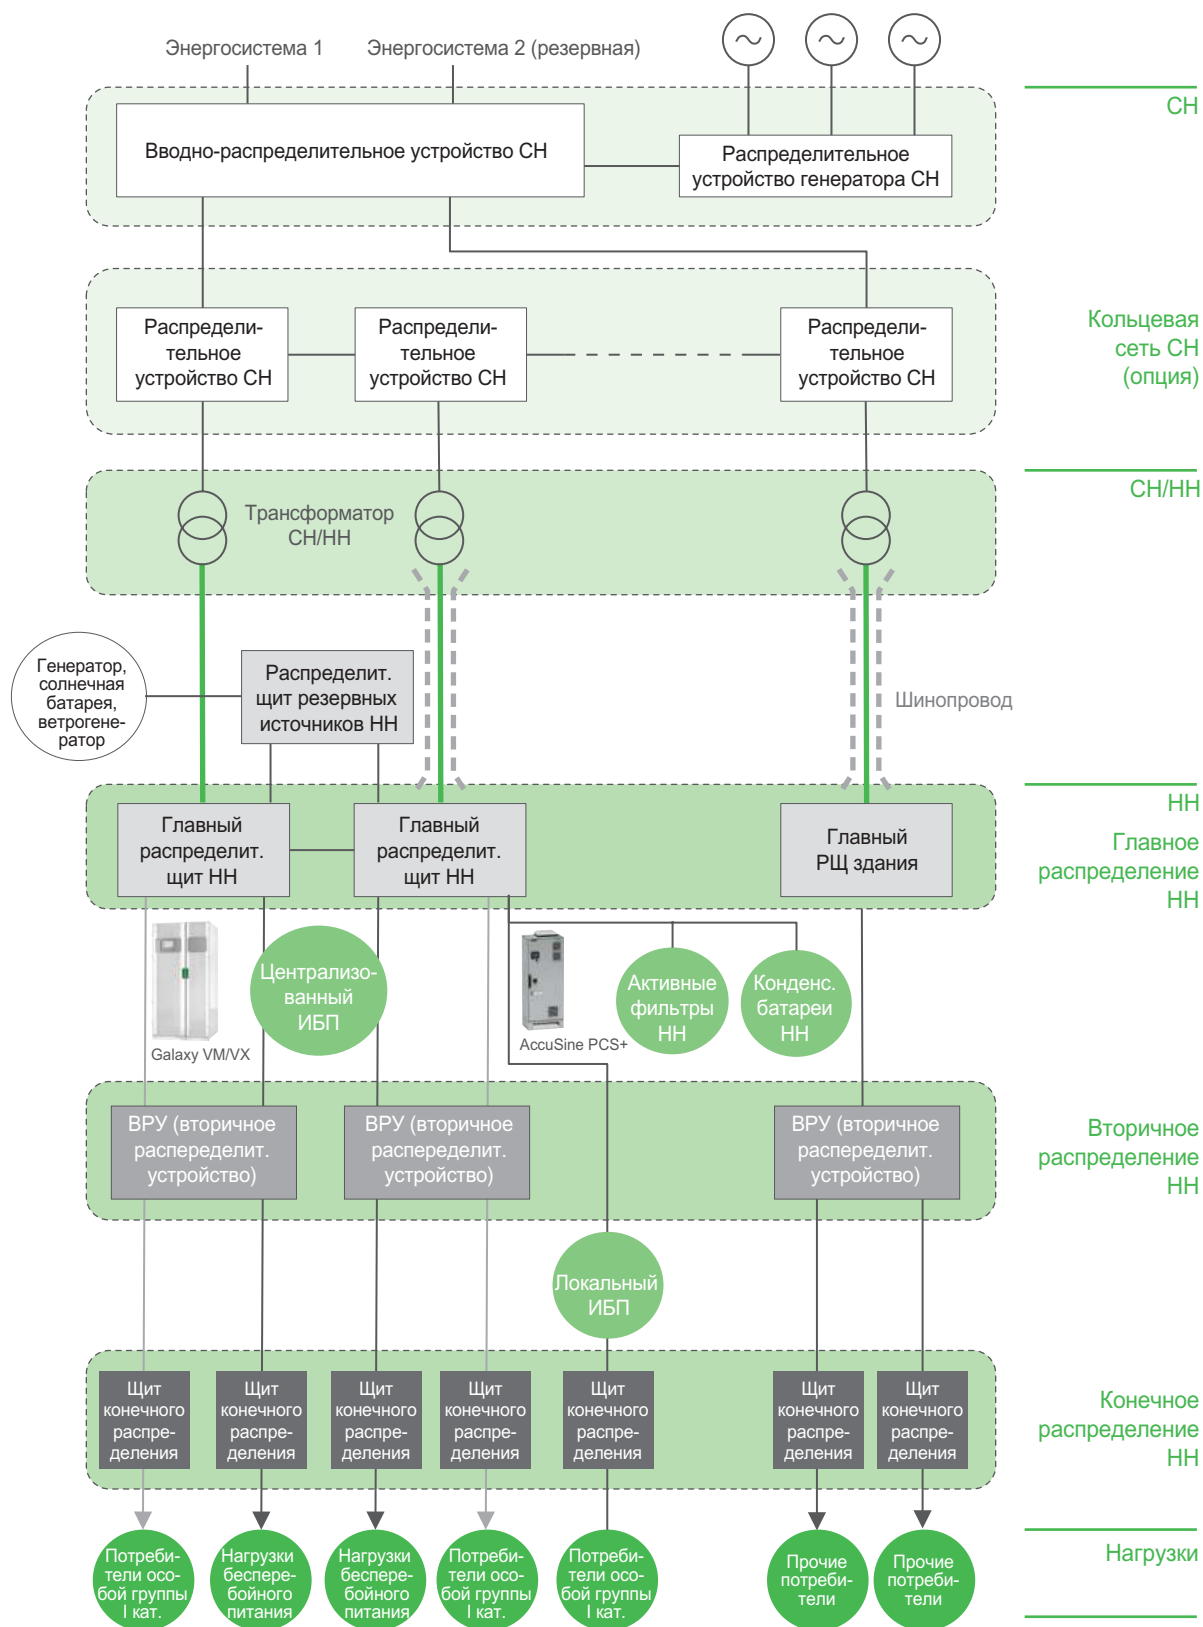 Энергосистема 1
Энергосистема 2 (резервная)
СН
Вводно-распределительное устройство СН
Распределительное
устройство генератора СН
Распредели-
тельное
устройство СН
Распредели-
тельное
устройство СН
Распредели-
тельное
устройство СН
Кольцевая
сеть СН
(опция)
СН/НН
Трансформатор
СН/НН
Генератор,
солнечная
батарея,
ветрогене-
ратор
Распределит.
щит резервных
источников НН
Шинопровод
НН
Главный
распределит.
щит НН
Главный
распределит.
щит НН
Главный
РЩ здания
Главное
распределение
НН
Galaxy VM/VX
Централизо-
ванный
ИБП
AccuSine PCS+
Активные
фильтры
НН
Конденс.
батареи
НН
ВРУ (вторичное
распеределит.
устройство)
ВРУ (вторичное
распеределит.
устройство)
ВРУ (вторичное
распеределит.
устройство)
Вторичное
распределение
НН
Локальный
ИБП
Щит
конечного
распре-
деления
Щит
конечного
распре-
деления
Щит
конечного
распре-
деления
Щит
конечного
распре-
деления
Щит
конечного
распре-
деления
Щит
конечного
распре-
деления
Щит
конечного
распре-
деления
Конечное
распределение
НН
Потреби-
тели осо-
бой группы
I кат.
Нагрузки
бесперебойного
питания
Нагрузки
бесперебойного
питания
Потреби-
тели осо-
бой группы
I кат.
Потреби-
тели осо-
бой группы
I кат.
Прочие
потреби-
тели
Прочие
потреби-
тели
Нагрузки